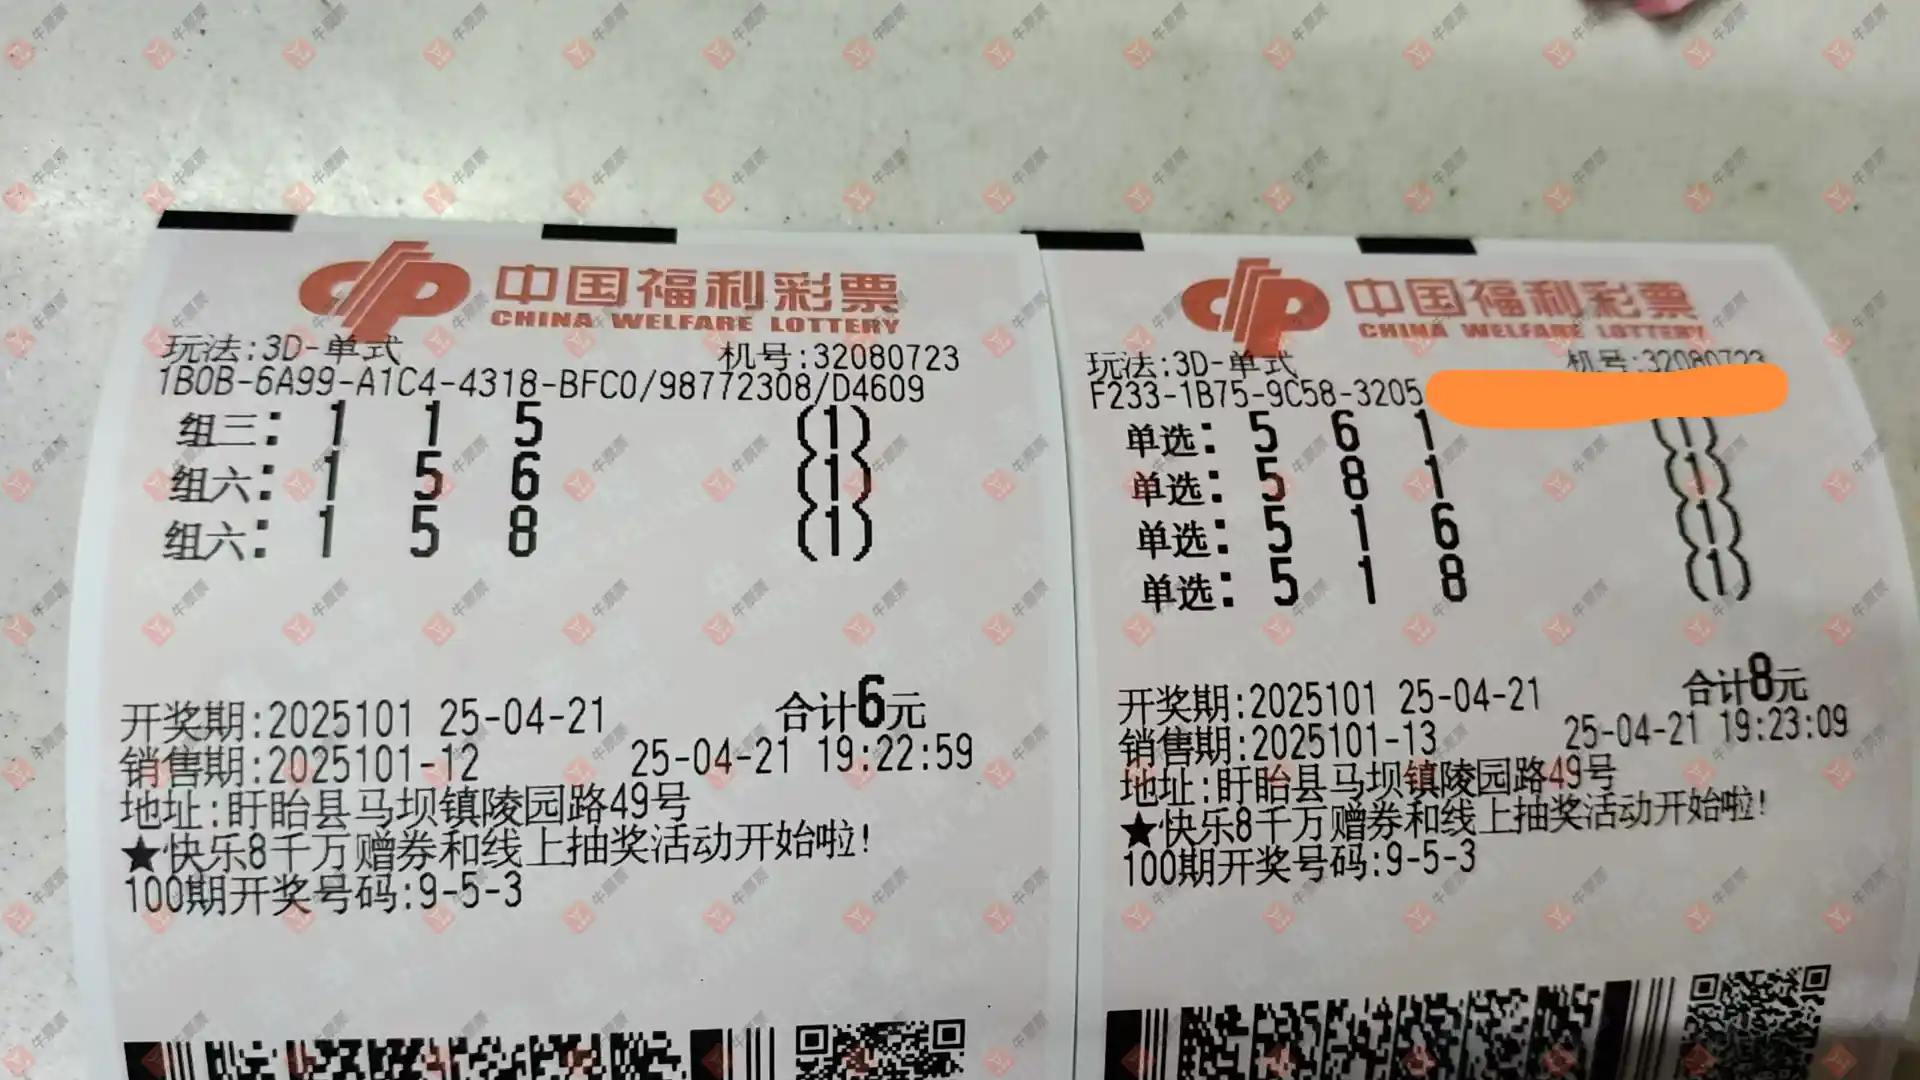 中国福利彩票
CHINA WELFARE LOTTERY
玩法:3D-单式 机号:32080723
1B0B-6A99-A1C4-4318-BFC0/98772308/D4609
组三: 1 1 5 (1)
组六: 1 5 6 (1)
组六: 1 5 8 (1)
合计6元
开奖期:2025101 25-04-21
销售期:2025101-12 25-04-21 19:22:59
地址:盱眙县马坝镇陵园路49号
★快乐8千万赠券和线上抽奖活动开始啦!
100期开奖号码:9-5-3
中国福利彩票
CHINA WELFARE LOTTERY
玩法:3D-单式 机号:32080723
F233-1B75-9C58-3205
单选: 5 6 1 (1)
单选: 5 8 1 (1)
单选: 5 1 6 (1)
单选: 5 1 8 (1)
合计8元
开奖期:2025101 25-04-21
销售期:2025101-13 25-04-21 19:23:09
地址:盱眙县马坝镇陵园路49号
★快乐8千万赠券和线上抽奖活动开始啦!
100期开奖号码:9-5-3